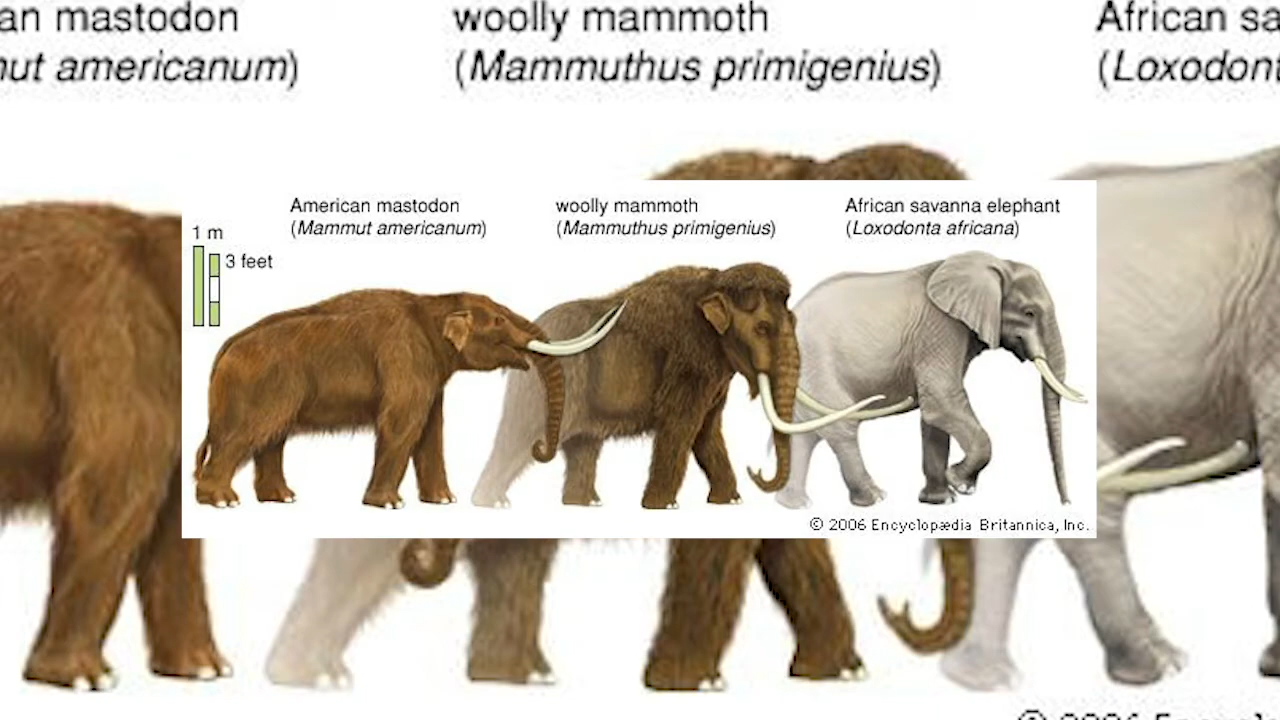 an mastodon
nut americanum)
woolly mammoth
(Mammuthus primigenius)
African sa
(Loxodont
American mastodon
(Mammut americanum)
woolly mammoth
(Mammuthus primigenius)
African savanna elephant
(Loxodonta africana)
1 m
3 feet
© 2006 Encyclopædia Britannica, Inc.